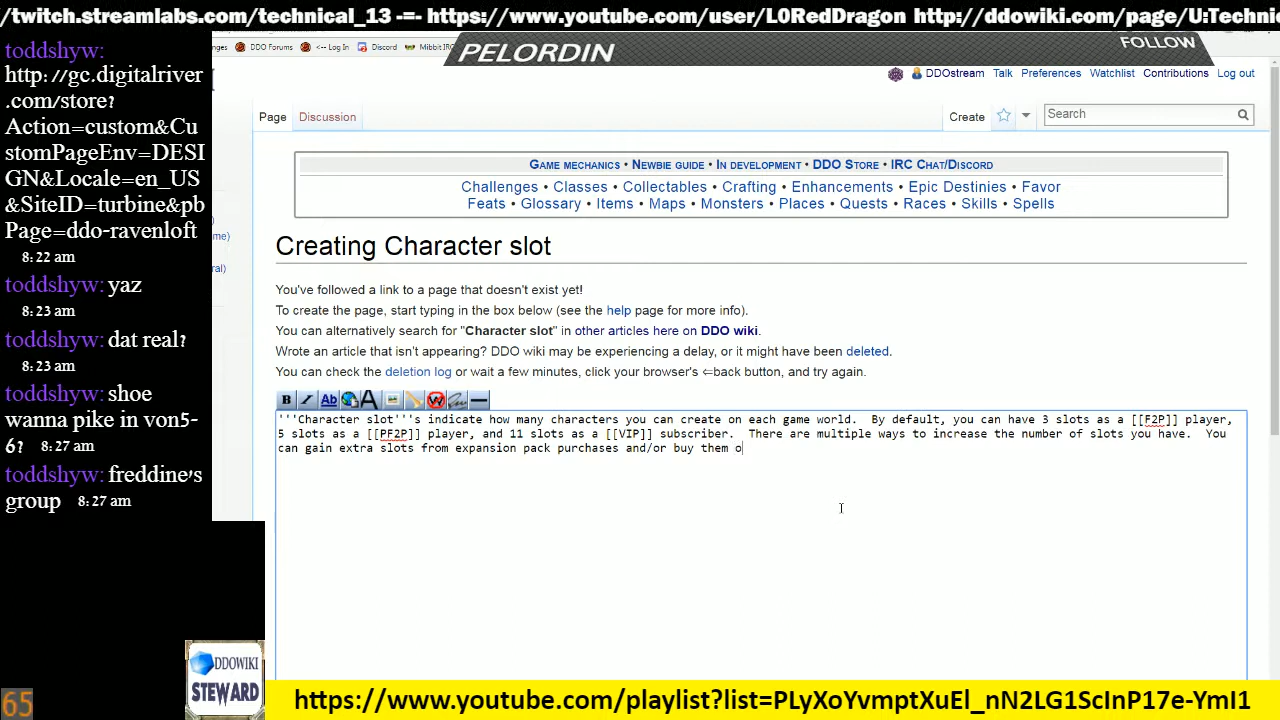 /twitch.streamlabs.com/technical_13 -=- https://www.youtube.com/user/L0RedDragon http://ddowiki.com/page/U:Techni
toddshyw:
http://gc.digitalriver
.com/store?
Action=custom&Cu
stomPageEnv=DESI
GN&Locale=en_US
&SiteID=turbine&pb
Page=ddo-ravenloft
8:22 am
toddshyw: yaz
8:23 am
toddshyw: dat real?
8:23 am
toddshyw: shoe
wanna pike in von5-
6? 8:27 am
toddshyw: freddine's
group 8:27 am
nges DDO Forums <-- Log In Discord Mibbit IRC
PELORDIN
FOLLOW
DDOstream Talk Preferences Watchlist Contributions Log out
Page Discussion
Create Search
Game mechanics • Newbie guide • In development • DDO Store • IRC Chat/Discord
Challenges • Classes • Collectables • Crafting • Enhancements • Epic Destinies • Favor
Feats • Glossary • Items • Maps • Monsters • Places • Quests • Races • Skills • Spells
me)
ral)
Creating Character slot
You've followed a link to a page that doesn't exist yet!
To create the page, start typing in the box below (see the help page for more info).
You can alternatively search for "Character slot" in other articles here on DDO wiki.
Wrote an article that isn't appearing? DDO wiki may be experiencing a delay, or it might have been deleted.
You can check the deletion log or wait a few minutes, click your browser's ⇐back button, and try again.
B I Ab A W
'''Character slot'''s indicate how many characters you can create on each game world.  By default, you can have 3 slots as a [[F2P]] player,
5 slots as a [[PF2P]] player, and 11 slots as a [[VIP]] subscriber.  There are multiple ways to increase the number of slots you have.  You
can gain extra slots from expansion pack purchases and/or buy them o
DDOWIKI
STEWARD
65
https://www.youtube.com/playlist?list=PLyXoYvmptXuEl_nN2LG1ScInP17e-YmI1